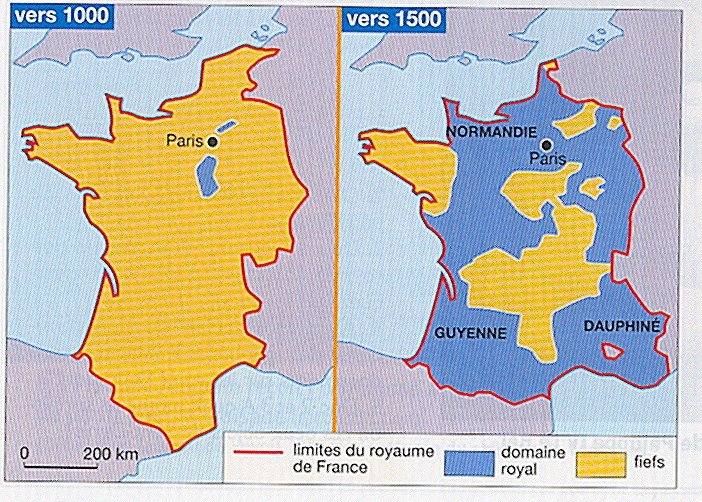 vers 1000
Paris
0 200 km
vers 1500
NORMANDIE
Paris
GUYENNE
DAUPHINÉ
limites du royaume
de France
domaine
royal
fiefs